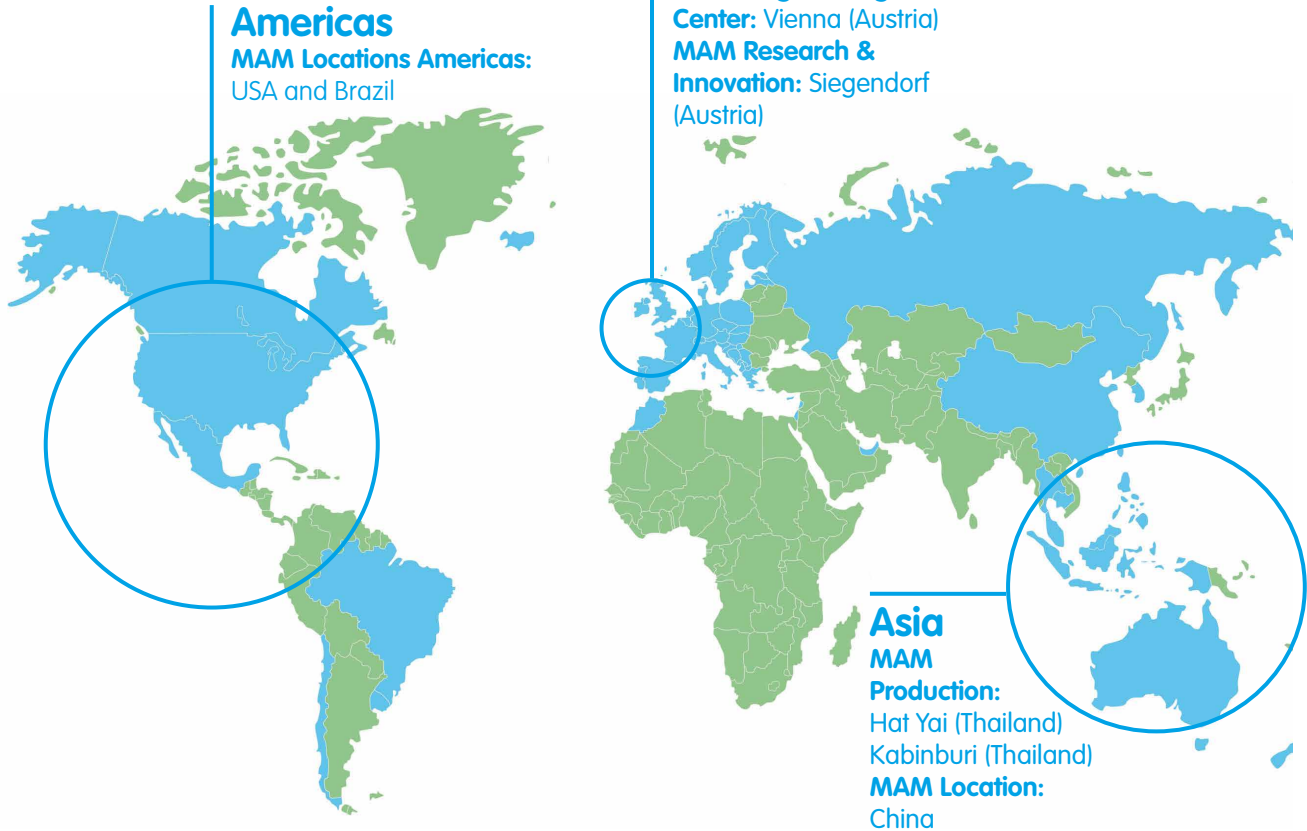 Americas
MAM Locations Americas:
USA and Brazil
Center: Vienna (Austria)
MAM Research &
Innovation: Siegendorf
(Austria)
Asia
MAM
Production:
Hat Yai (Thailand)
Kabinburi (Thailand)
MAM Location:
China